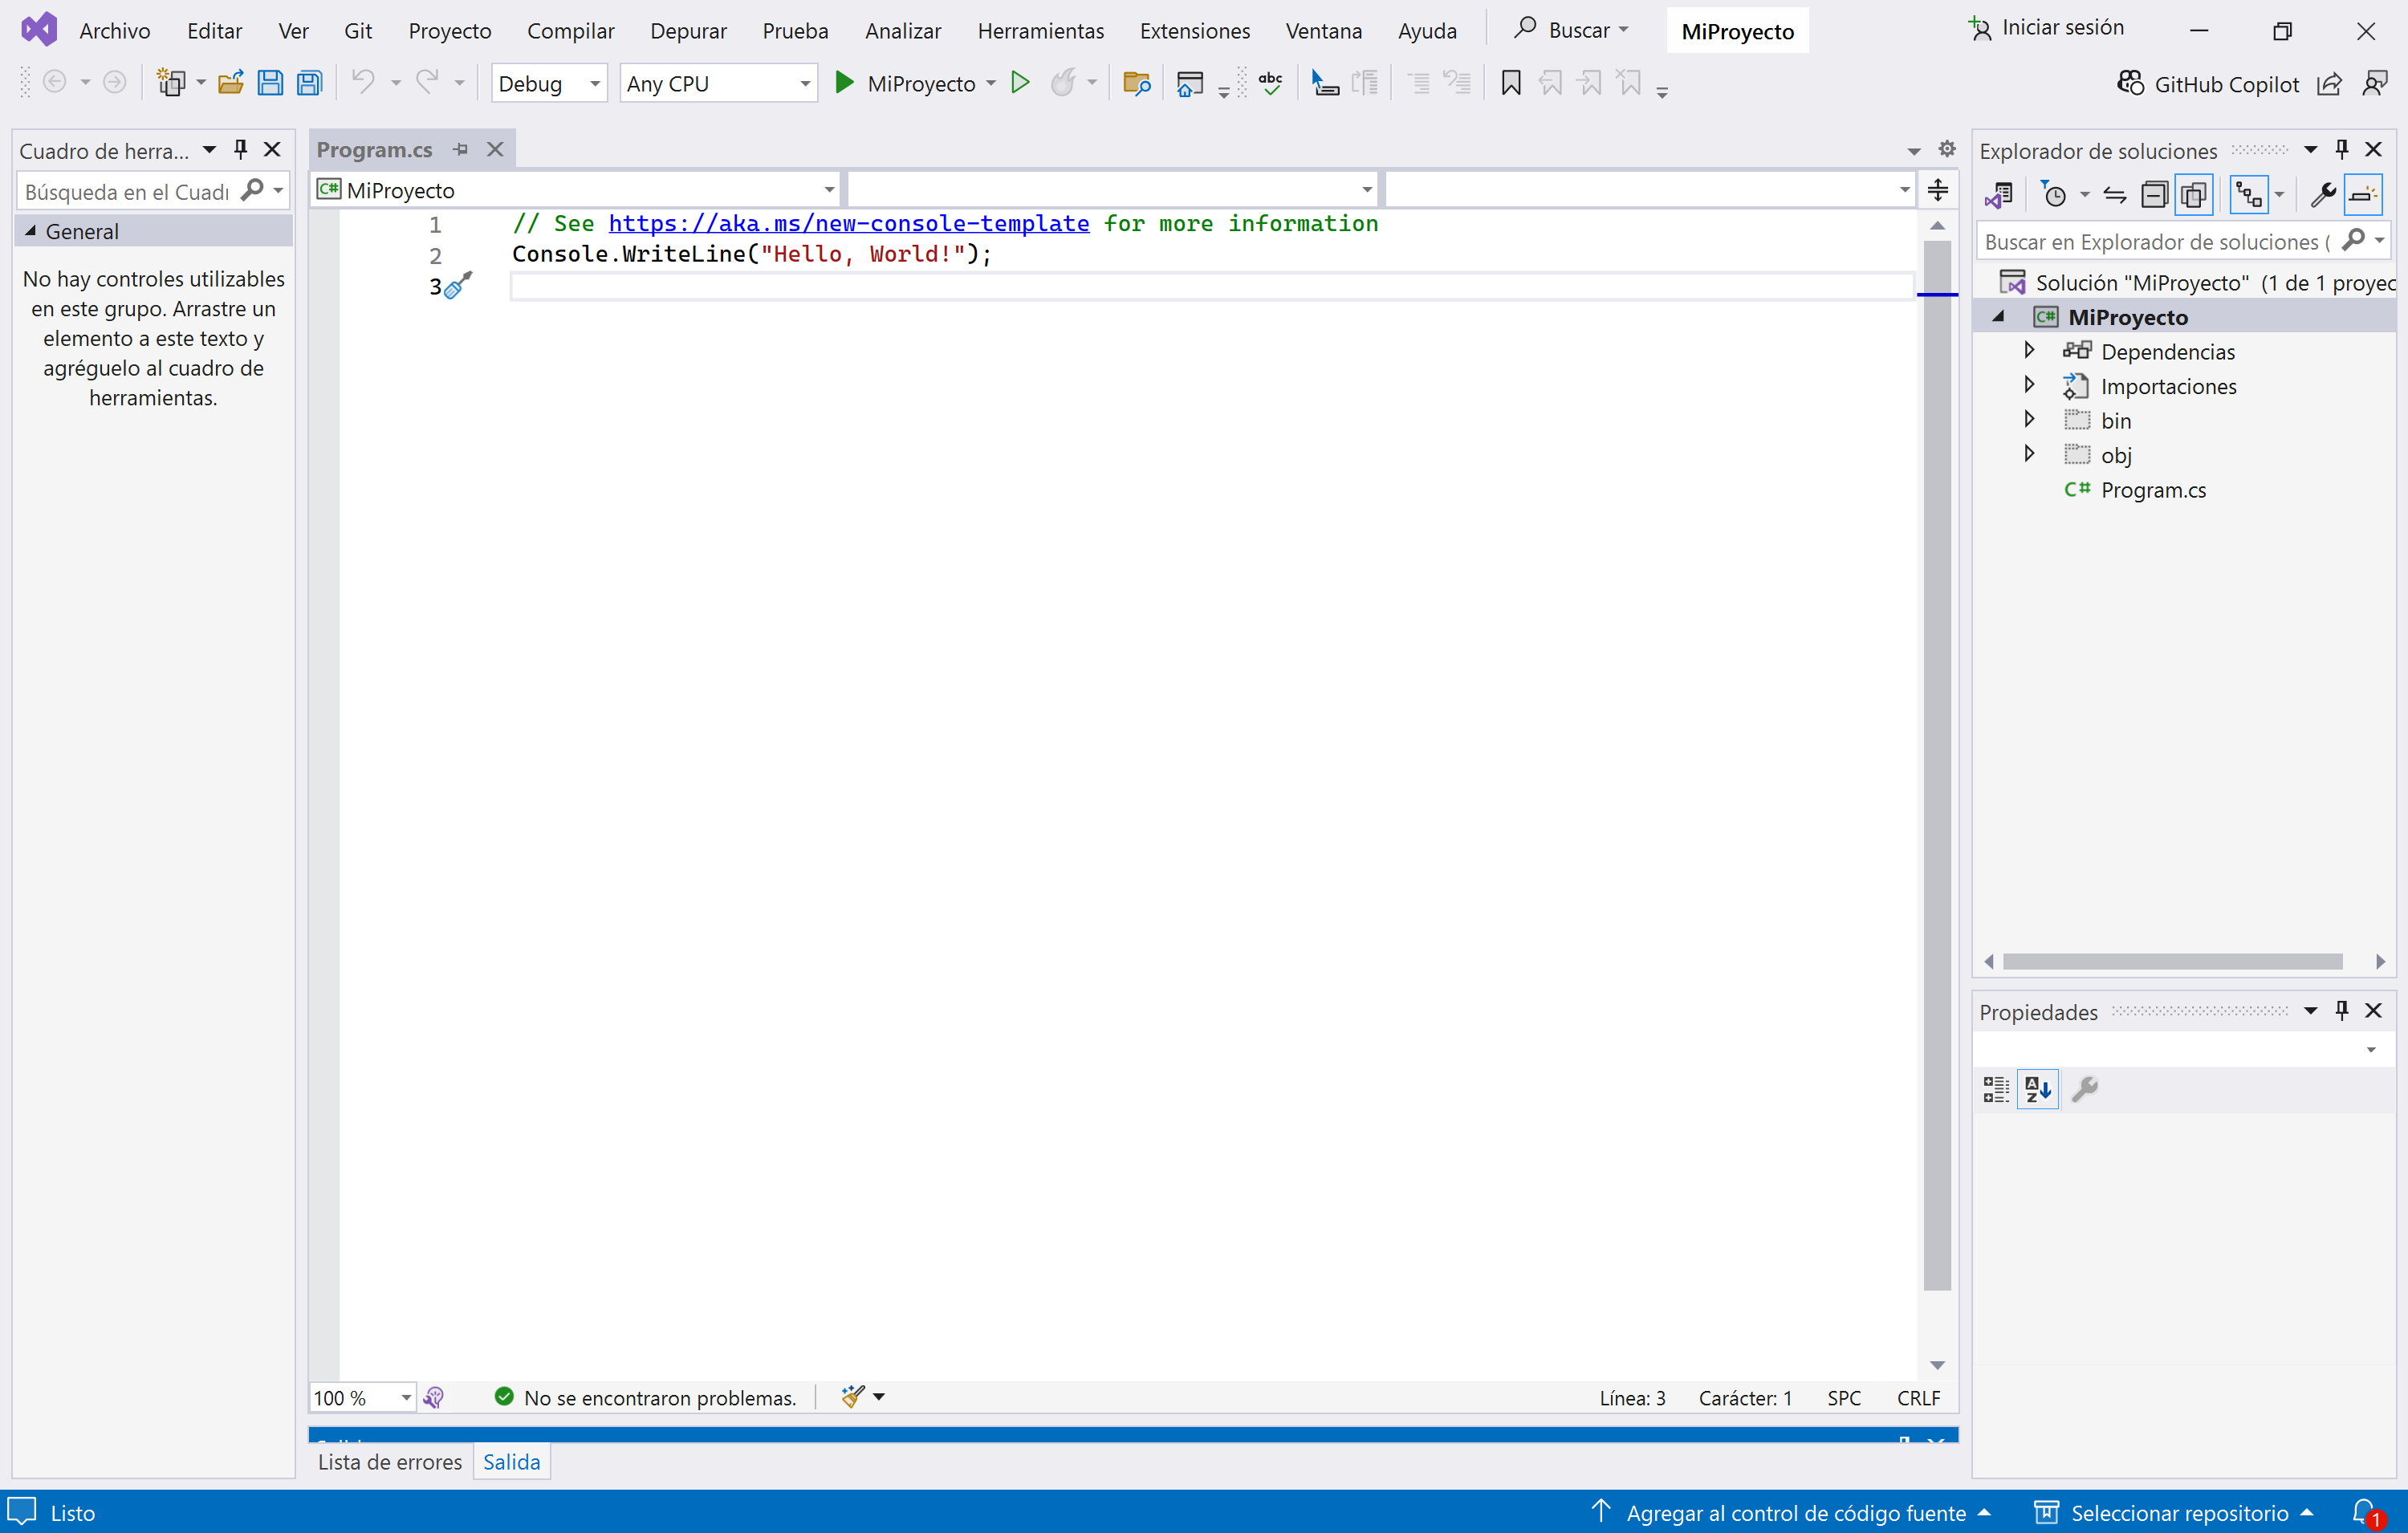 Archivo Editar Ver Git Proyecto Compilar Depurar Prueba Analizar Herramientas Extensiones Ventana Ayuda Buscar MiProyecto Iniciar sesión
Debug Any CPU MiProyecto abc GitHub Copilot
Cuadro de herra...
Búsqueda en el Cuadr
General
No hay controles utilizables
en este grupo. Arrastre un
elemento a este texto y
agréguelo al cuadro de
herramientas.
Program.cs
C# MiProyecto
1 // See https://aka.ms/new-console-template for more information
2 Console.WriteLine("Hello, World!");
3
100 % No se encontraron problemas. Línea: 3 Carácter: 1 SPC CRLF
Lista de errores Salida
Explorador de soluciones
Buscar en Explorador de soluciones (
Solución "MiProyecto" (1 de 1 proyec
C# MiProyecto
Dependencias
Importaciones
bin
obj
C# Program.cs
Propiedades
AZ
Listo Agregar al control de código fuente Seleccionar repositorio 1